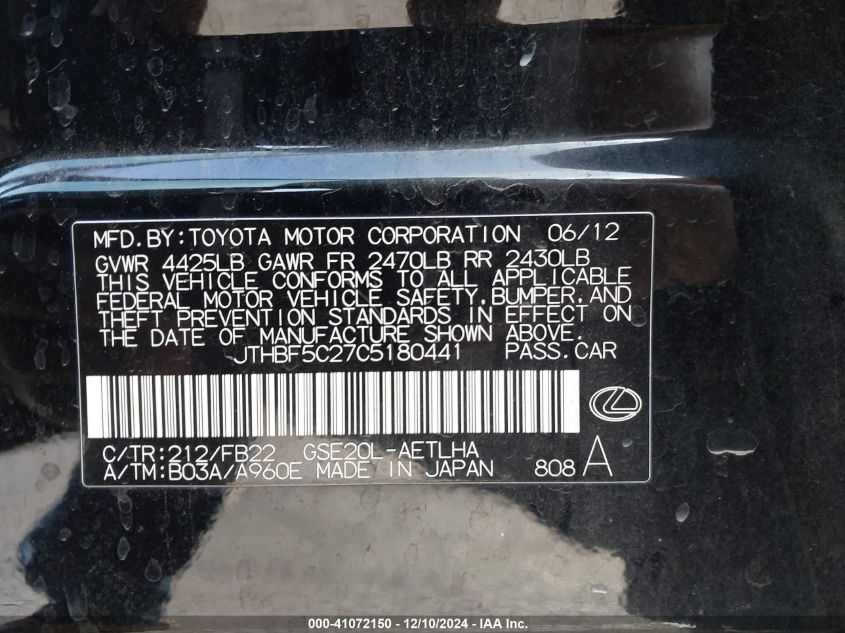 MFD.BY:TOYOTA MOTOR CORPORATION 06/12
GVWR 4425LB GAWR FR 2470LB RR 2430LB
THIS VEHICLE CONFORMS TO ALL APPLICABLE
FEDERAL MOTOR VEHICLE SAFETY,BUMPER,AND
THEFT PREVENTION STANDARDS IN EFFECT ON
THE DATE OF MANUFACTURE SHOWN ABOVE.
JTHBF5C27C5180441 PASS.CAR
C/TR:212/FB22 GSE20L-AETLHA
A/TM:B03A/A960E MADE IN JAPAN 808 A
000-41072150 - 12/10/2024 - IAA Inc.